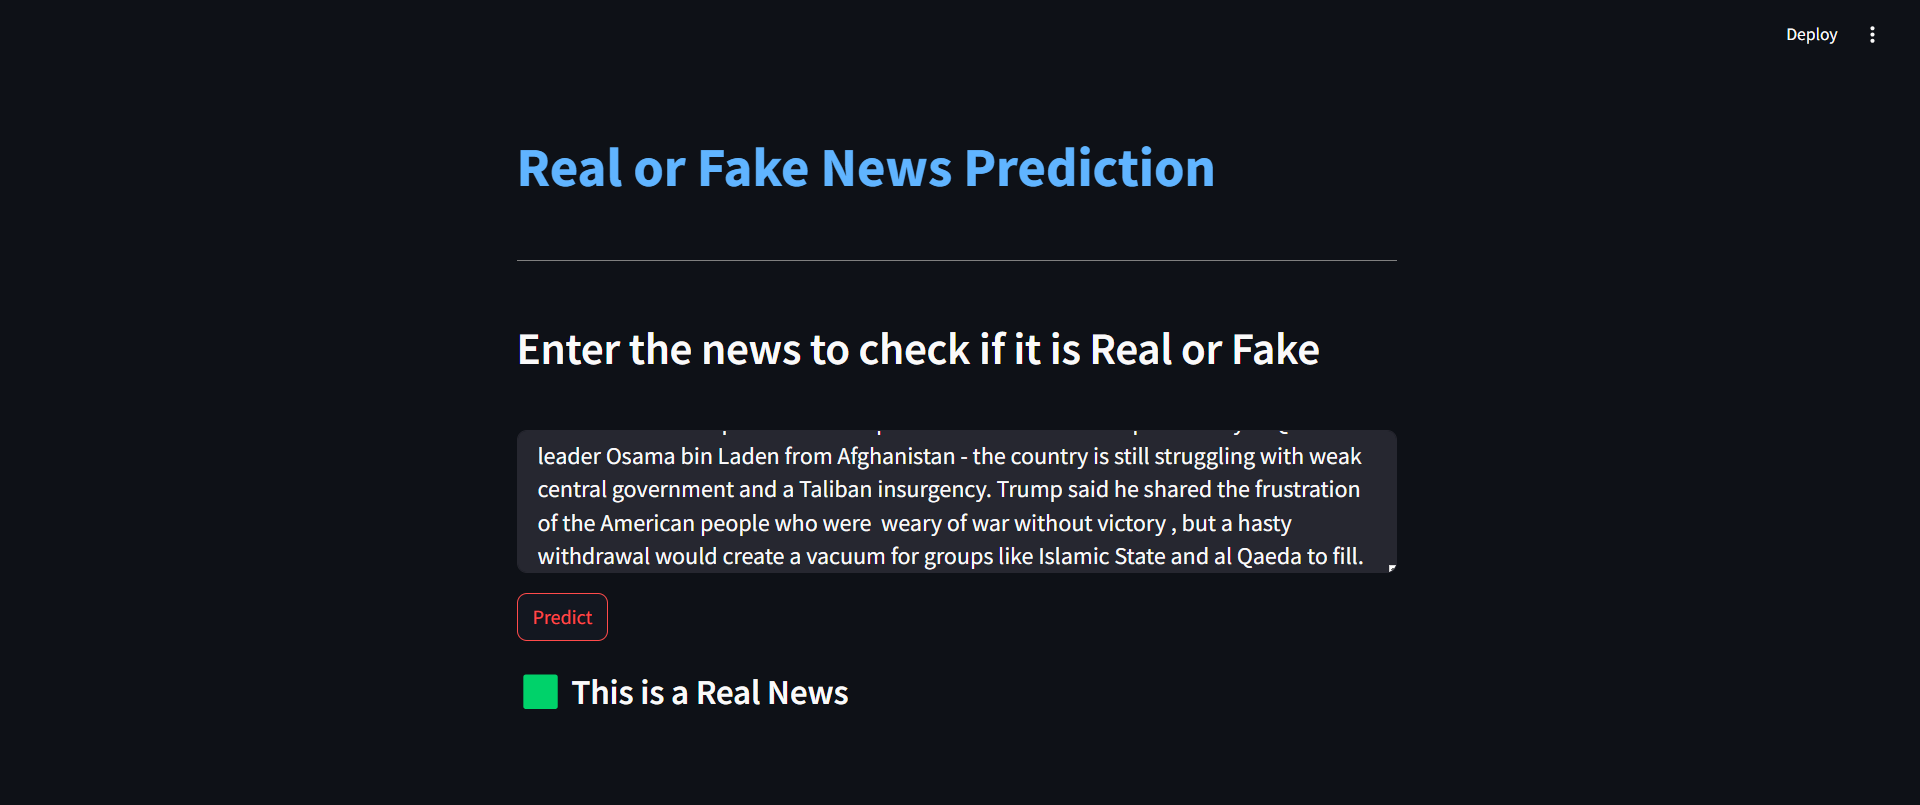 Deploy
Real or Fake News Prediction
Enter the news to check if it is Real or Fake
leader Osama bin Laden from Afghanistan - the country is still struggling with weak
central government and a Taliban insurgency. Trump said he shared the frustration
of the American people who were  weary of war without victory , but a hasty
withdrawal would create a vacuum for groups like Islamic State and al Qaeda to fill.
Predict
This is a Real News